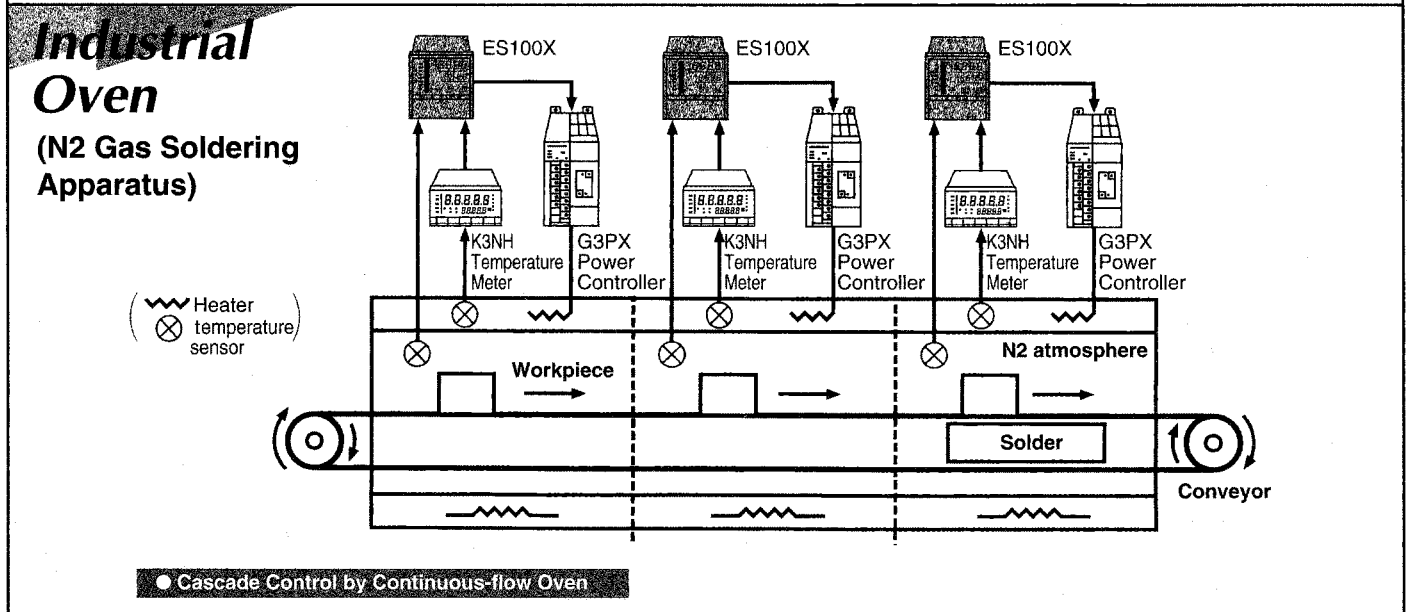 Industrial
Oven
(N2 Gas Soldering
Apparatus)
ES100X
ES100X
ES100X
K3NH
Temperature
Meter
G3PX
Power
Controller
K3NH
Temperature
Meter
G3PX
Power
Controller
K3NH
Temperature
Meter
G3PX
Power
Controller
Heater
temperature
sensor
N2 atmosphere
Workpiece
Solder
Conveyor
● Cascade Control by Continuous-flow Oven